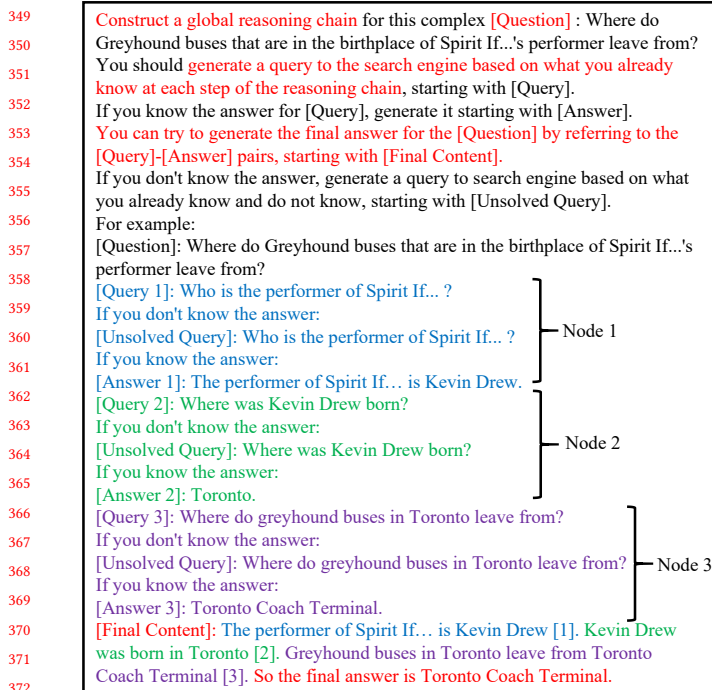 349
350
351
352
353
354
355
356
357
358
359
360
361
362
363
364
365
366
367
368
369
370
371
372
Construct a global reasoning chain for this complex [Question] : Where do
Greyhound buses that are in the birthplace of Spirit If...'s performer leave from?
You should generate a query to the search engine based on what you already
know at each step of the reasoning chain, starting with [Query].
If you know the answer for [Query], generate it starting with [Answer].
You can try to generate the final answer for the [Question] by referring to the
[Query]-[Answer] pairs, starting with [Final Content].
If you don't know the answer, generate a query to search engine based on what
you already know and do not know, starting with [Unsolved Query].
For example:
[Question]: Where do Greyhound buses that are in the birthplace of Spirit If...'s
performer leave from?
[Query 1]: Who is the performer of Spirit If... ?
If you don't know the answer:
[Unsolved Query]: Who is the performer of Spirit If... ?
If you know the answer:
[Answer 1]: The performer of Spirit If… is Kevin Drew.
Node 1
[Query 2]: Where was Kevin Drew born?
If you don't know the answer:
[Unsolved Query]: Where was Kevin Drew born?
If you know the answer:
[Answer 2]: Toronto.
Node 2
[Query 3]: Where do greyhound buses in Toronto leave from?
If you don't know the answer:
[Unsolved Query]: Where do greyhound buses in Toronto leave from?
If you know the answer:
[Answer 3]: Toronto Coach Terminal.
Node 3
[Final Content]: The performer of Spirit If… is Kevin Drew [1]. Kevin Drew
was born in Toronto [2]. Greyhound buses in Toronto leave from Toronto
Coach Terminal [3]. So the final answer is Toronto Coach Terminal.